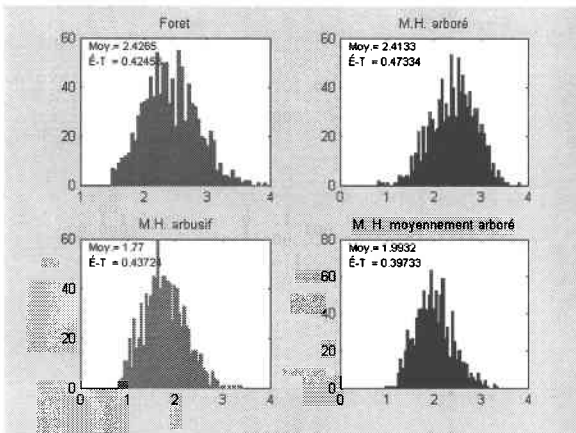 Foret
60
Moy.= 2.4265
É-T = 0.42458
40
20
0
1 2 3 4
M.H. arboré
60
Moy.= 2.4133
É-T = 0.47334
40
20
0
0 1 2 3 4
M.H. arbusif
60
Moy.= 1.77
É-T = 0.43724
40
20
0
0 1 2 3 4
M. H. moyennement arboré
80
Moy.= 1.9932
É-T = 0.39733
60
40
20
0
0 1 2 3 4